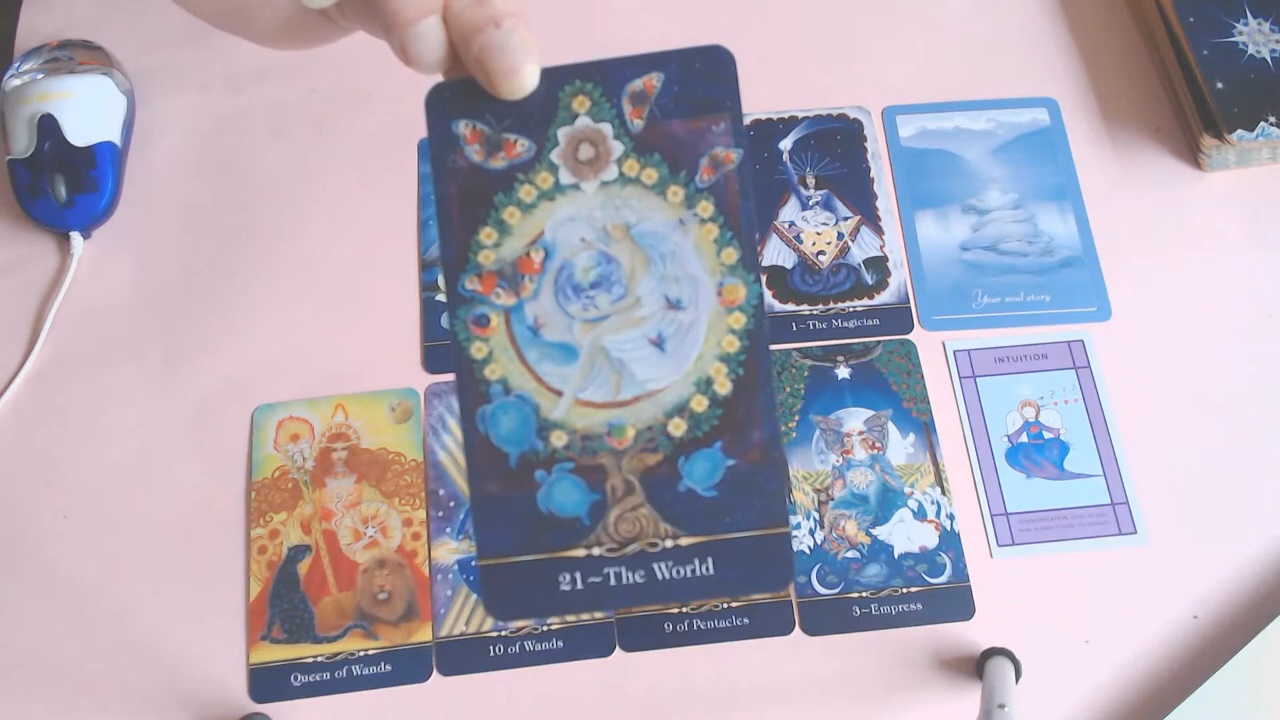 21~The World
1~The Magician
Your soul story
INTUITION
Queen of Wands
10 of Wands
9 of Pentacles
3~Empress